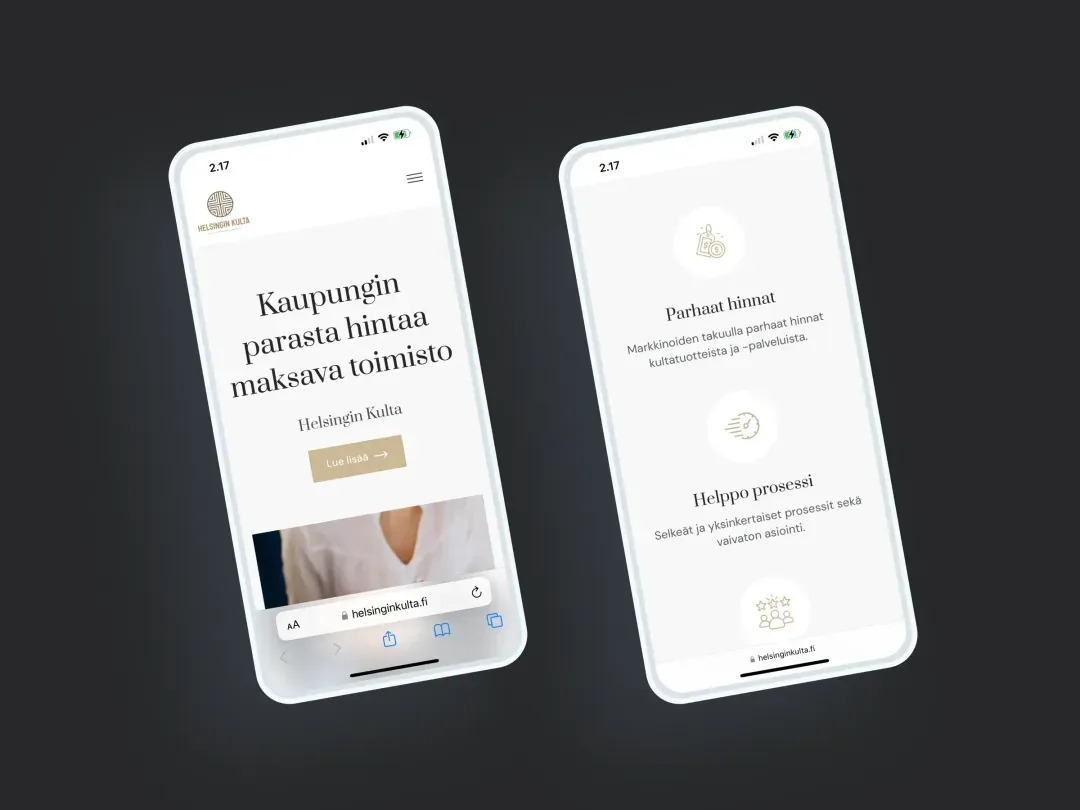 2.17
HELSINGIN KULTA
Kaupungin
parasta hintaa
maksava toimisto
Helsingin Kulta
Lue lisää →
AA helsinginkulta.fi
2.17
Parhaat hinnat
Markkinoiden takuulla parhaat hinnat
kultatuotteista ja -palveluista.
Helppo prosessi
Selkeät ja yksinkertaiset prosessit sekä
vaivaton asiointi.
helsinginkulta.fi